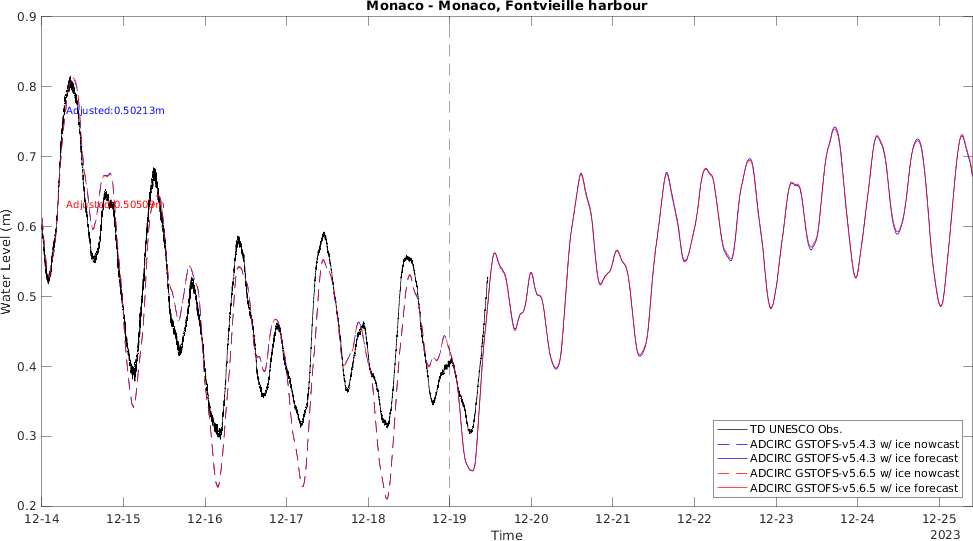 Monaco - Monaco, Fontvieille harbour
0.9
0.8
Adjusted:0.50213m
0.7
Adjusted:0.50509m
0.6
0.5
0.4
0.3
0.2
Water Level (m)
TD UNESCO Obs.
ADCIRC GSTOFS-v5.4.3 w/ ice nowcast
ADCIRC GSTOFS-v5.4.3 w/ ice forecast
ADCIRC GSTOFS-v5.6.5 w/ ice nowcast
ADCIRC GSTOFS-v5.6.5 w/ ice forecast
12-14 12-15 12-16 12-17 12-18 12-19 12-20 12-21 12-22 12-23 12-24 12-25
Time
2023